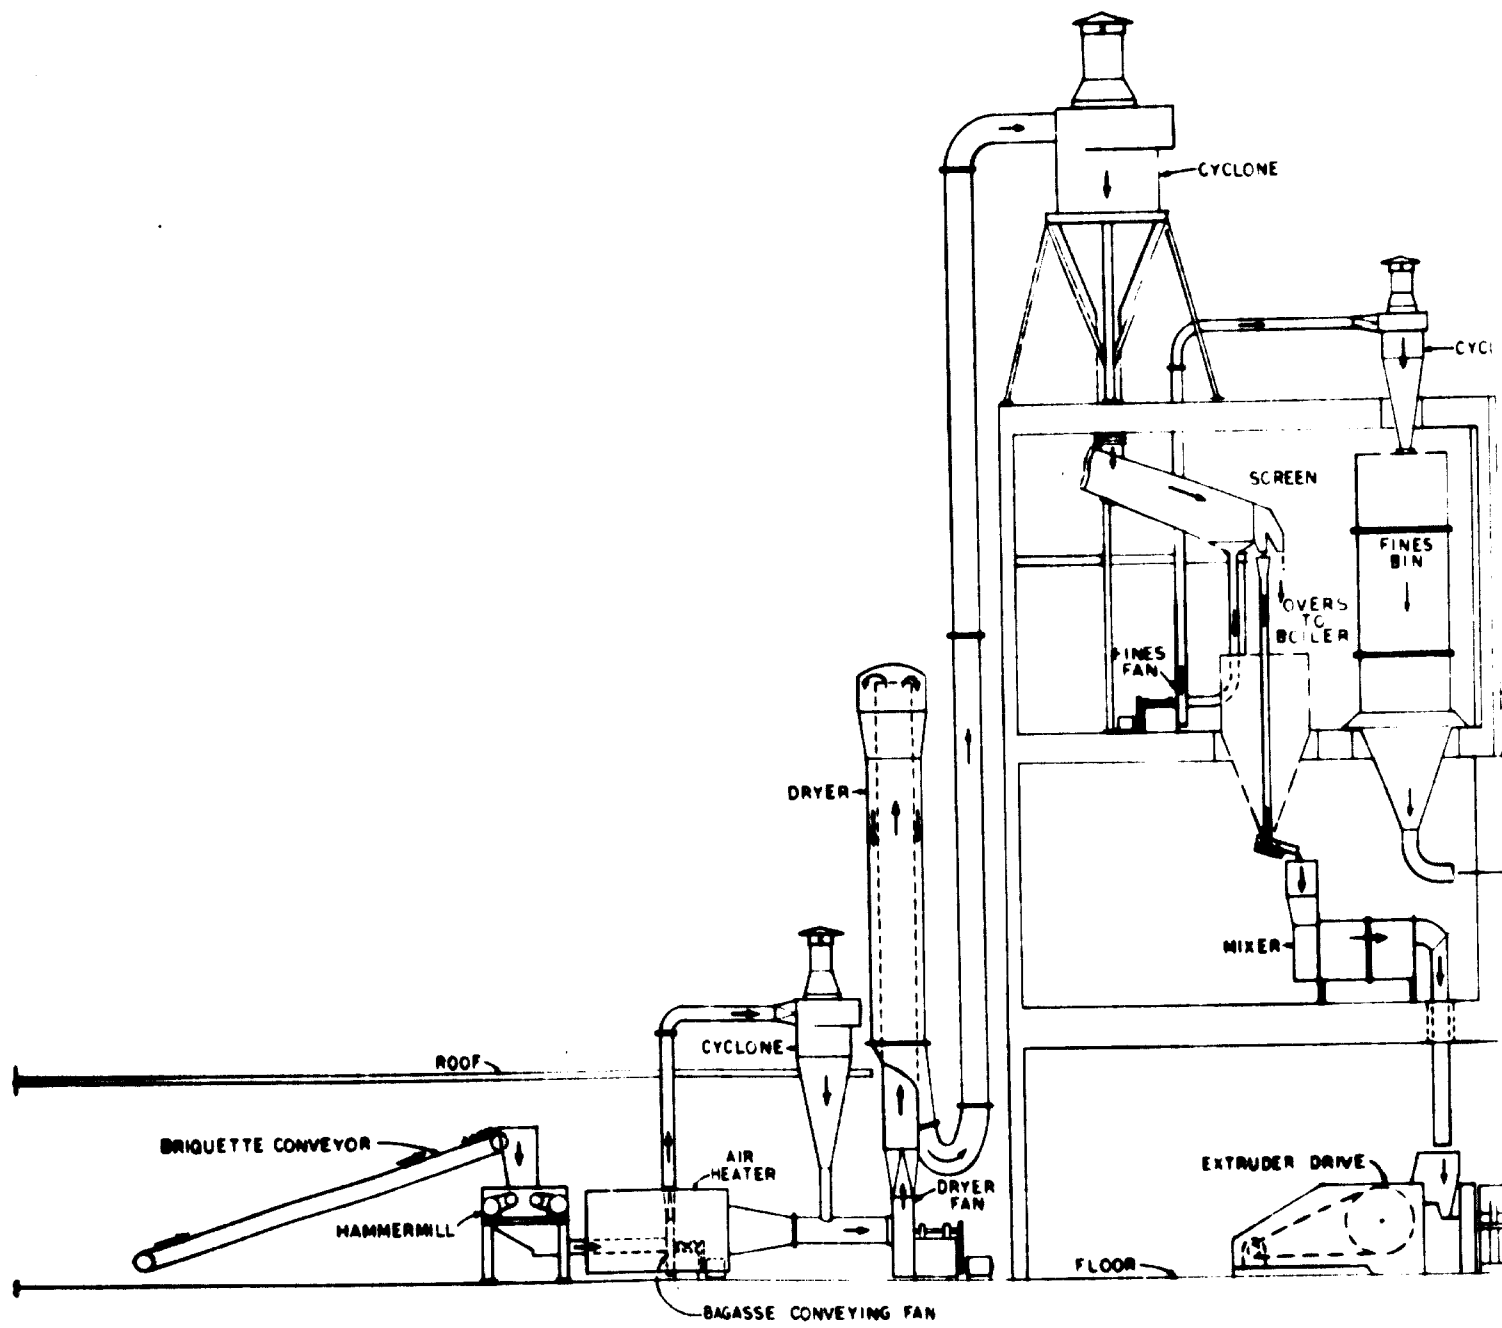 CYCLONE
SCREEN
FINES
BIN
OVERS
TO
BOILER
FINES
FAN
DRYER
MIXER
CYCLONE
ROOF
BRIQUETTE CONVEYOR
AIR
HEATER
EXTRUDER DRIVE
DRYER
FAN
HAMMERMILL
FLOOR
BAGASSE CONVEYING FAN